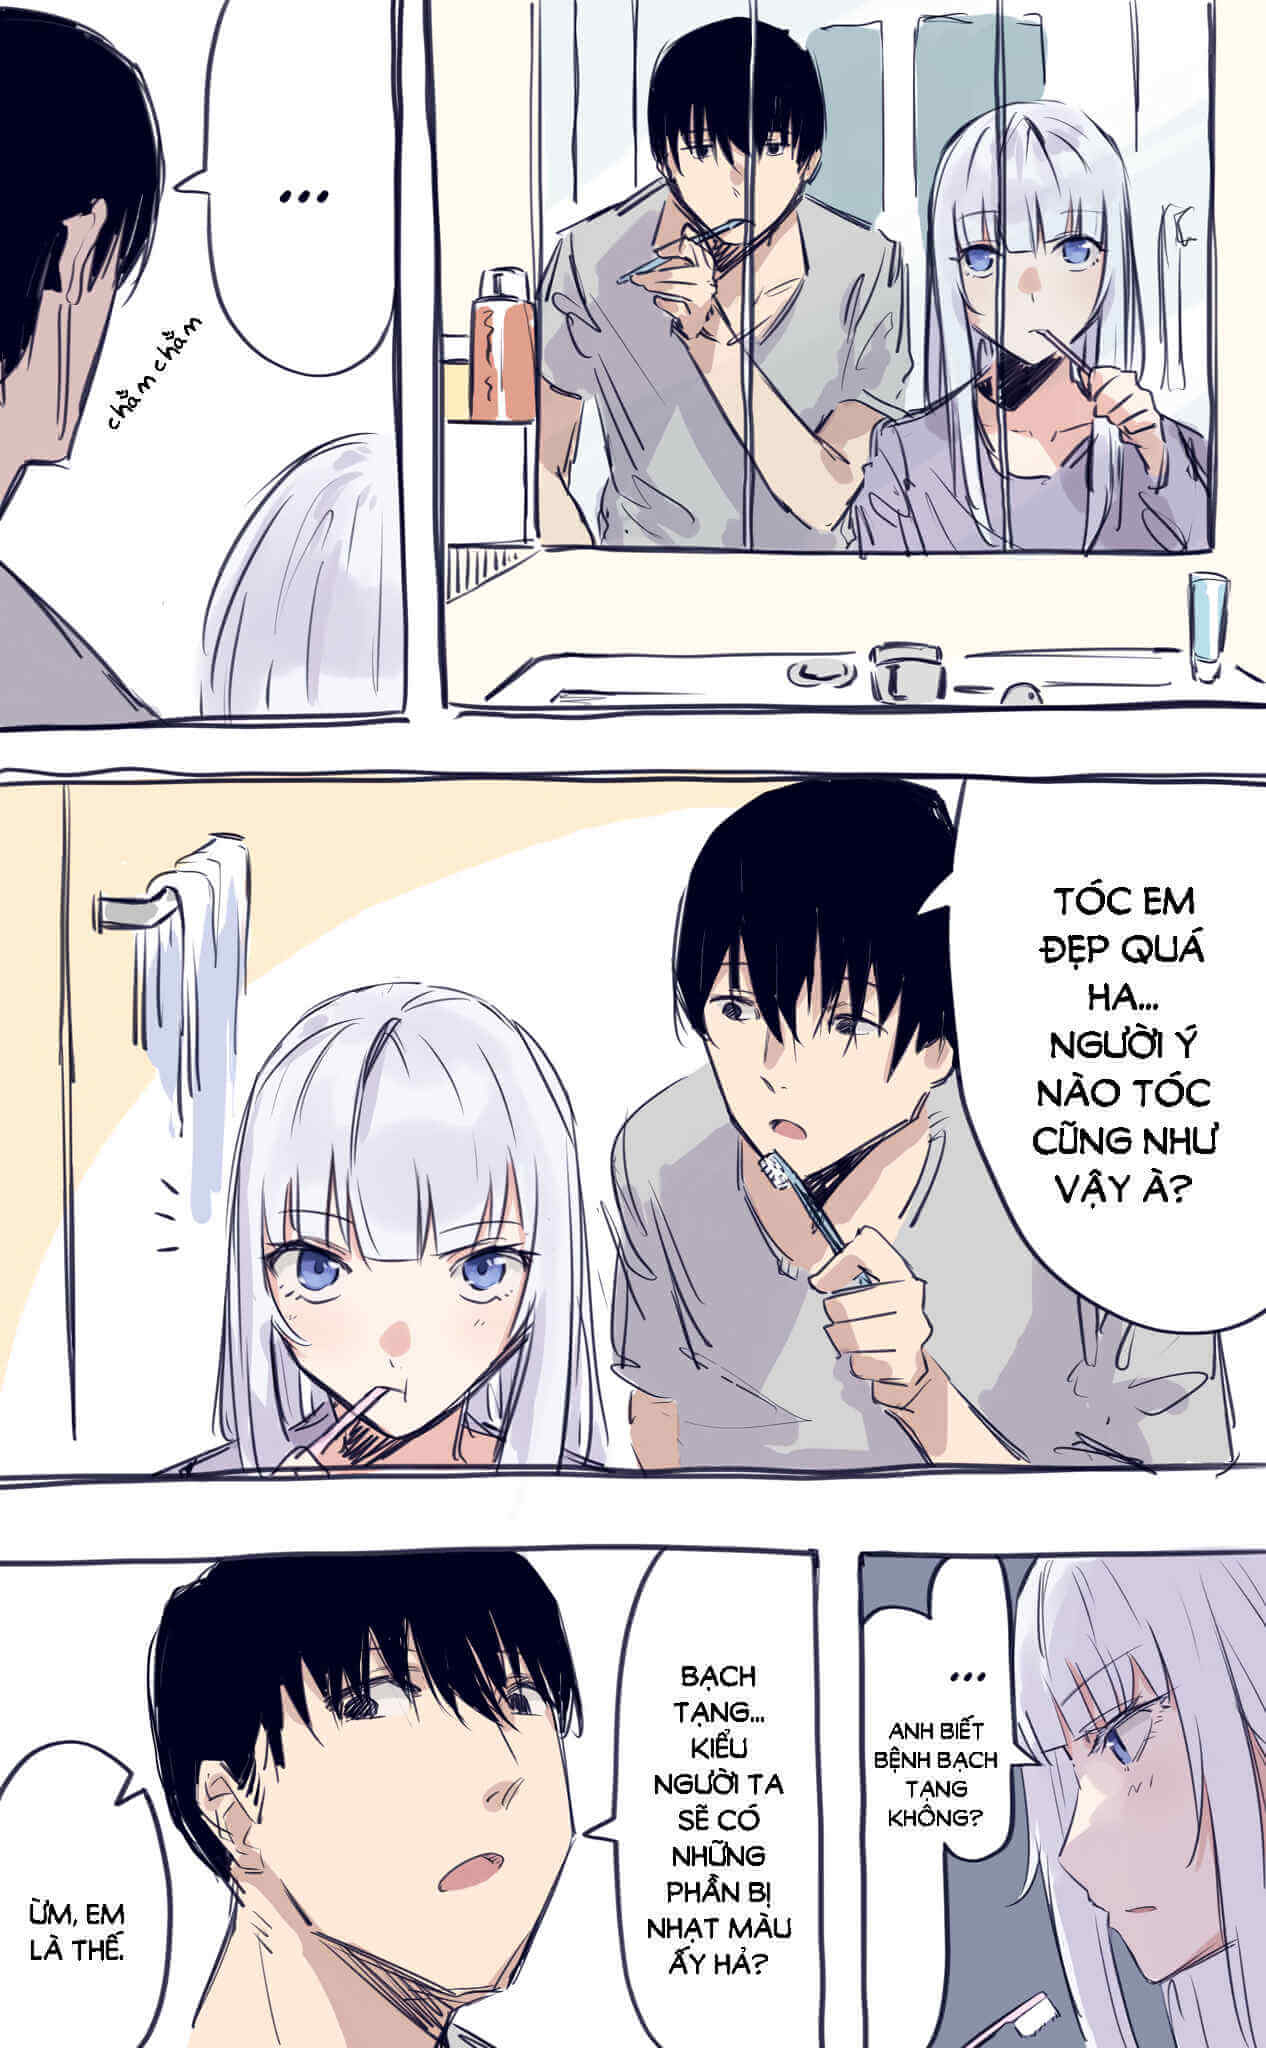 ...
chằm chằm
TÓC EM
ĐẸP QUÁ
HA...
NGƯỜI Ý
NÀO TÓC
CŨNG NHƯ
VẬY À?
...
ANH BIẾT
BỆNH BẠCH
TẠNG
KHÔNG?
BẠCH
TẠNG...
KIỂU
NGƯỜI TA
SẼ CÓ
NHỮNG
PHẦN BỊ
NHẠT MÀU
ẤY HẢ?
ỪM, EM
LÀ THẾ.